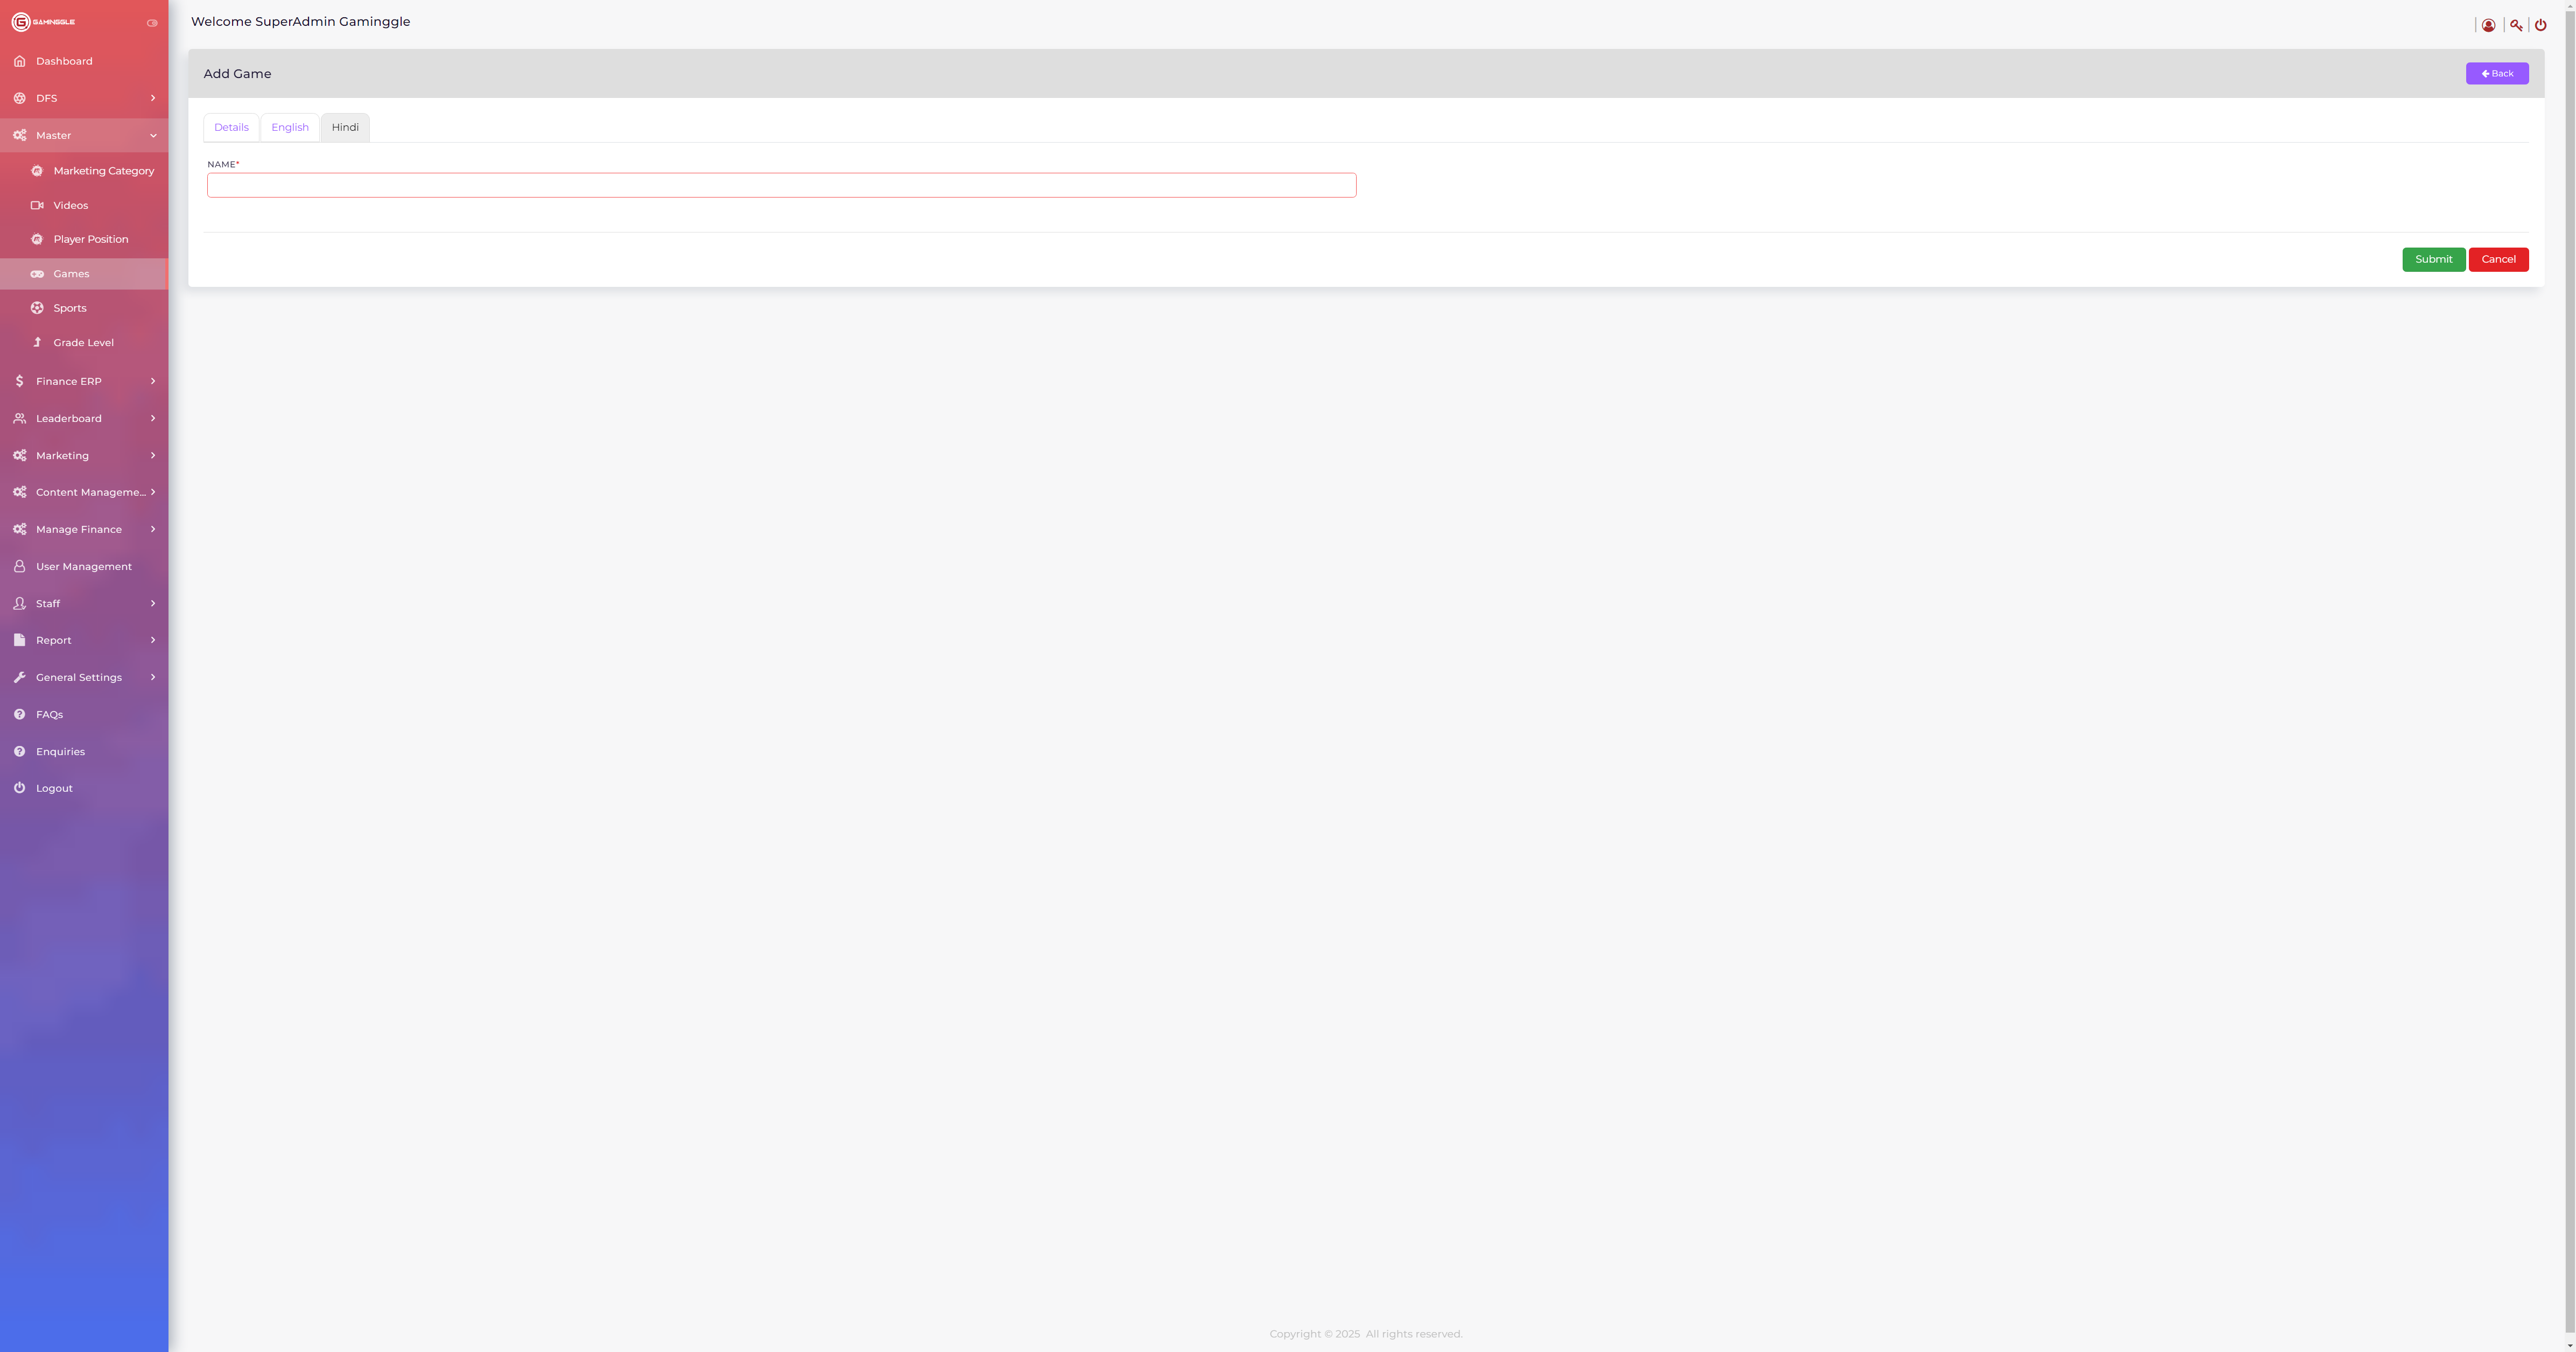 GAMINGGLE
Welcome SuperAdmin Gaminggle
Dashboard
DFS
Master
Marketing Category
Videos
Player Position
Games
Sports
Grade Level
Finance ERP
Leaderboard
Marketing
Content Manageme...
Manage Finance
User Management
Staff
Report
General Settings
FAQs
Enquiries
Logout
Add Game
Back
Details English Hindi
NAME*
Submit Cancel
Copyright © 2025 All rights reserved.